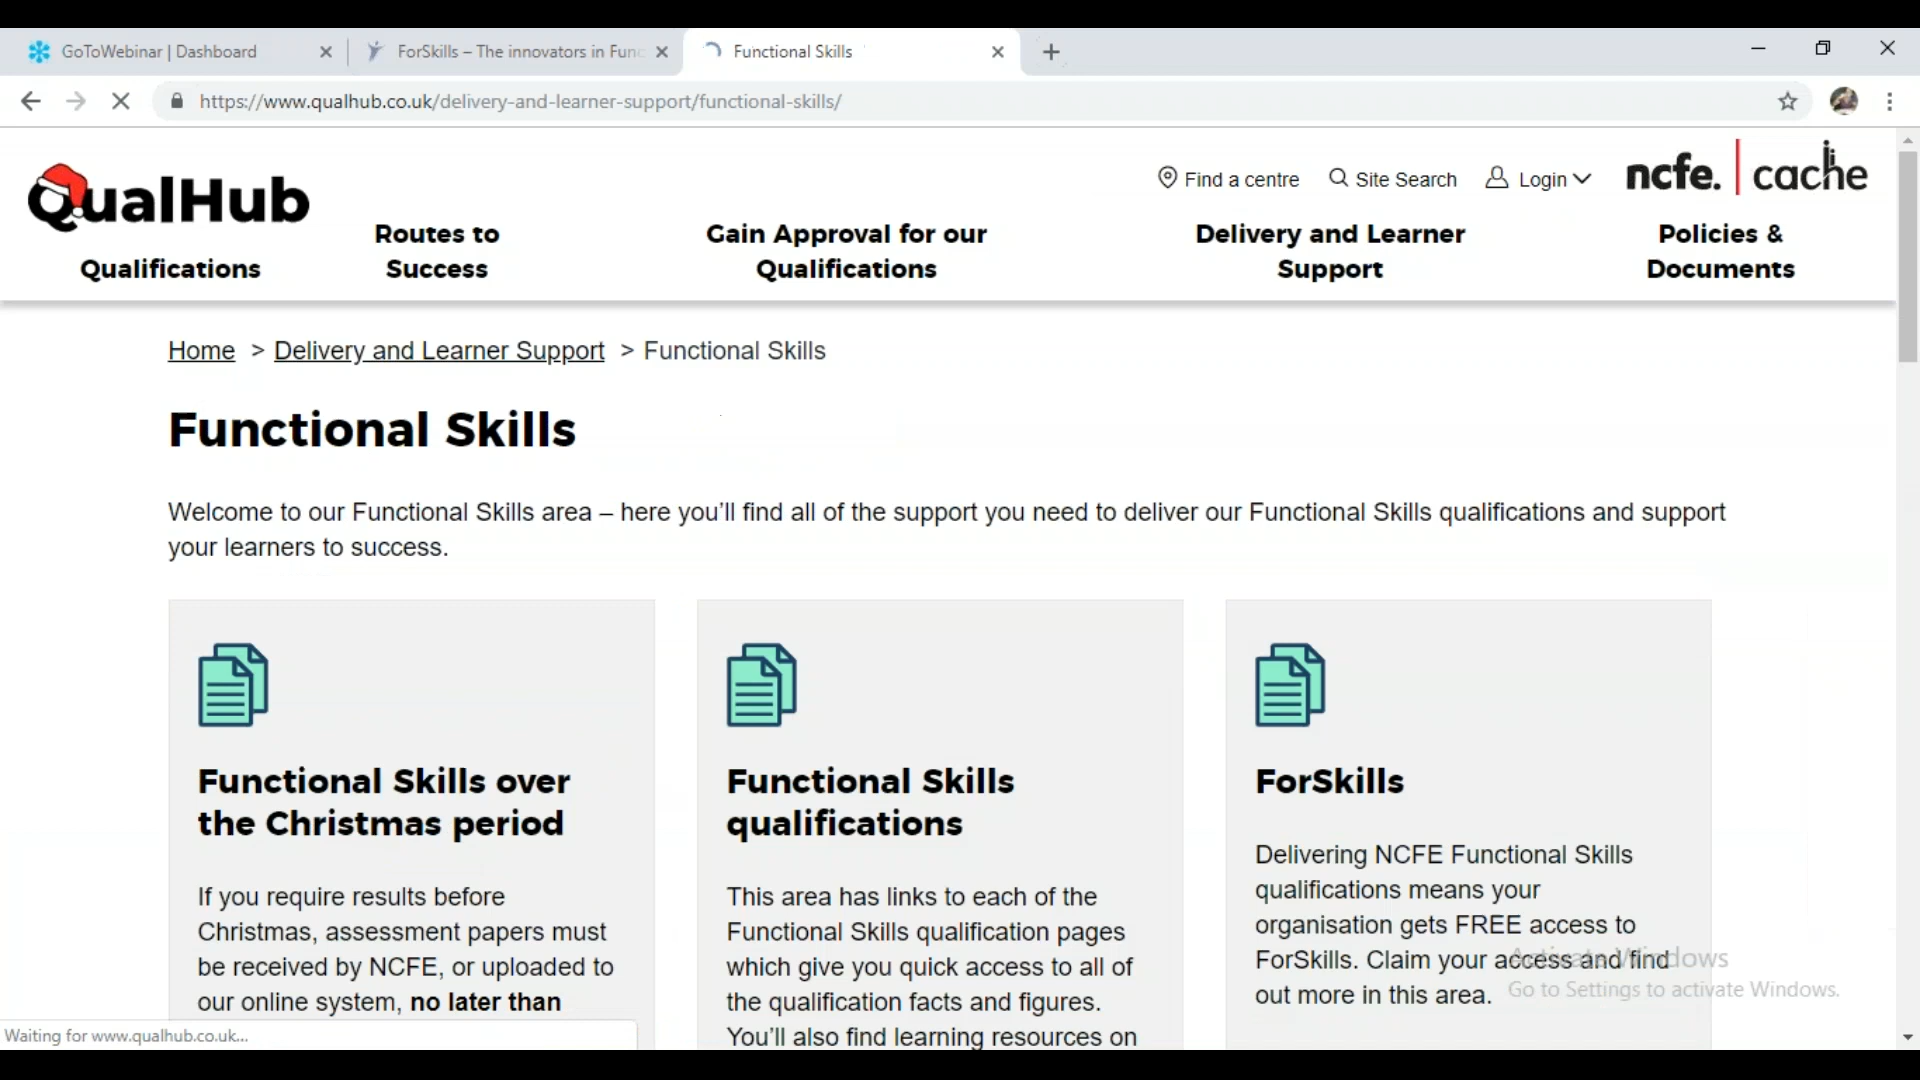 GoToWebinar | Dashboard
ForSkills – The innovators in Func
Functional Skills
https://www.qualhub.co.uk/delivery-and-learner-support/functional-skills/
QualHub
Find a centre
Site Search
Login
ncfe. | cache
Qualifications
Routes to
Success
Gain Approval for our
Qualifications
Delivery and Learner
Support
Policies &
Documents
Home > Delivery and Learner Support > Functional Skills
Functional Skills
Welcome to our Functional Skills area – here you'll find all of the support you need to deliver our Functional Skills qualifications and support
your learners to success.
Functional Skills over
the Christmas period
If you require results before
Christmas, assessment papers must
be received by NCFE, or uploaded to
our online system, no later than
Functional Skills
qualifications
This area has links to each of the
Functional Skills qualification pages
which give you quick access to all of
the qualification facts and figures.
You'll also find learning resources on
ForSkills
Delivering NCFE Functional Skills
qualifications means your
organisation gets FREE access to
ForSkills. Claim your access and find
out more in this area.
Activate Windows
Go to Settings to activate Windows.
Waiting for www.qualhub.co.uk...